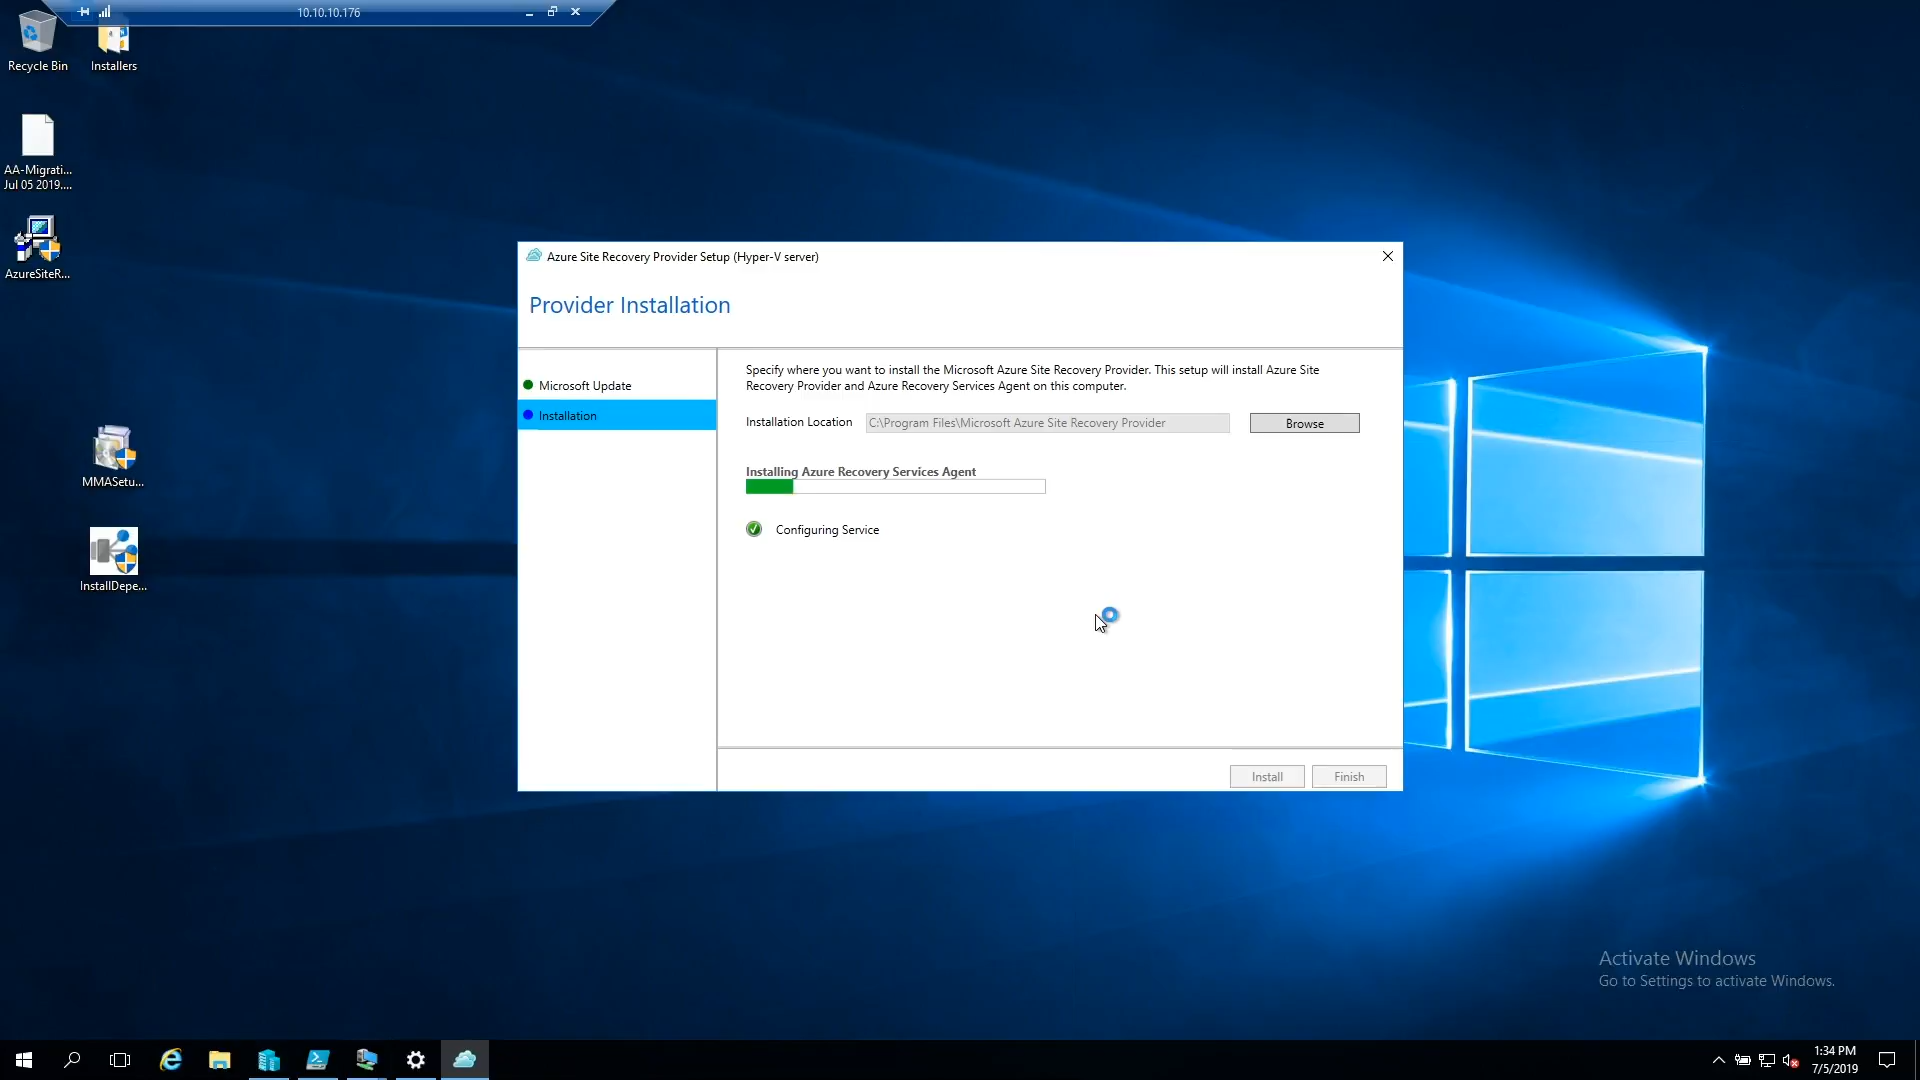 10.10.10.176
Recycle Bin
Installers
AA-Migrati...
Jul 05 2019....
AzureSiteR...
MMASetu...
InstallDepe...
Azure Site Recovery Provider Setup (Hyper-V server)
Provider Installation
Microsoft Update
Installation
Specify where you want to install the Microsoft Azure Site Recovery Provider. This setup will install Azure Site
Recovery Provider and Azure Recovery Services Agent on this computer.
Installation Location
C:\Program Files\Microsoft Azure Site Recovery Provider
Browse
Installing Azure Recovery Services Agent
Configuring Service
Install
Finish
Activate Windows
Go to Settings to activate Windows.
1:34 PM
7/5/2019